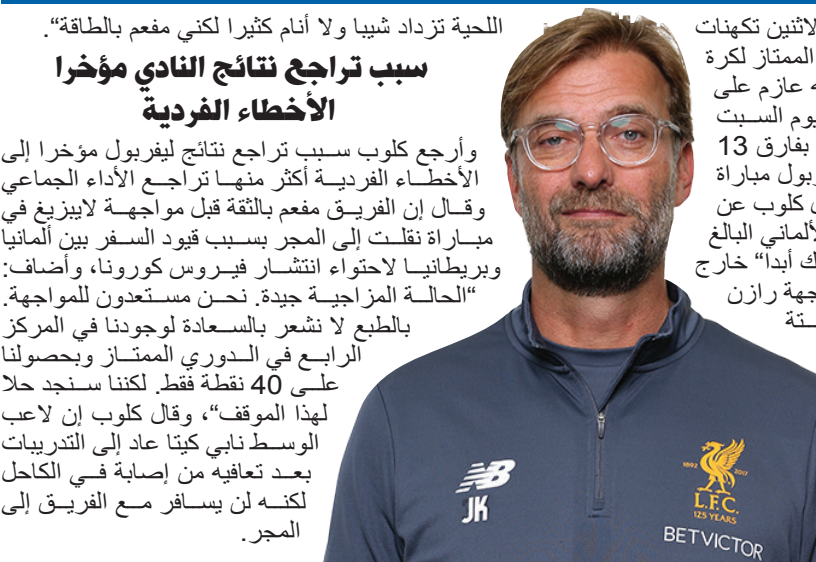 لاثنين تكهنات
الممتاز لكرة
ه عازم على
يوم السبت
بفارق 13
ربول مباراة
ل كلوب عن
لألماني البالغ
ك أبدا“ خارج
جهة رازن
ـتة
اللحية تزداد شيبا ولا أنام كثيرا لكني مفعم بالطاقة“.
سبب تراجع نتائج النادي مؤخرا
الأخطاء الفردية
وأرجع كلوب سبب تراجع نتائج ليفربول مؤخرا إلى
الأخطاء الفردية أكثر منها تراجع الأداء الجماعي
وقال إن الفريق مفعم بالثقة قبل مواجهة لايبزيغ في
مباراة نقلت إلى المجر بسبب قيود السفر بين ألمانيا
وبريطانيا لاحتواء انتشار فيروس كورونا، وأضاف:
“الحالة المزاجية جيدة. نحن مستعدون للمواجهة.
بالطبع لا نشعر بالسعادة لوجودنا في المركز
الرابع في الدوري الممتاز وبحصولنا
على 40 نقطة فقط. لكننا سنجد حلا
لهذا الموقف“، وقال كلوب إن لاعب
الوسط نابي كيتا عاد إلى التدريبات
بعد تعافيه من إصابة في الكاحل
لكنه لن يسافر مع الفريق إلى
المجر.
NB
JK
1892 2017
L.F.C.
125 YEARS
BETVICTOR